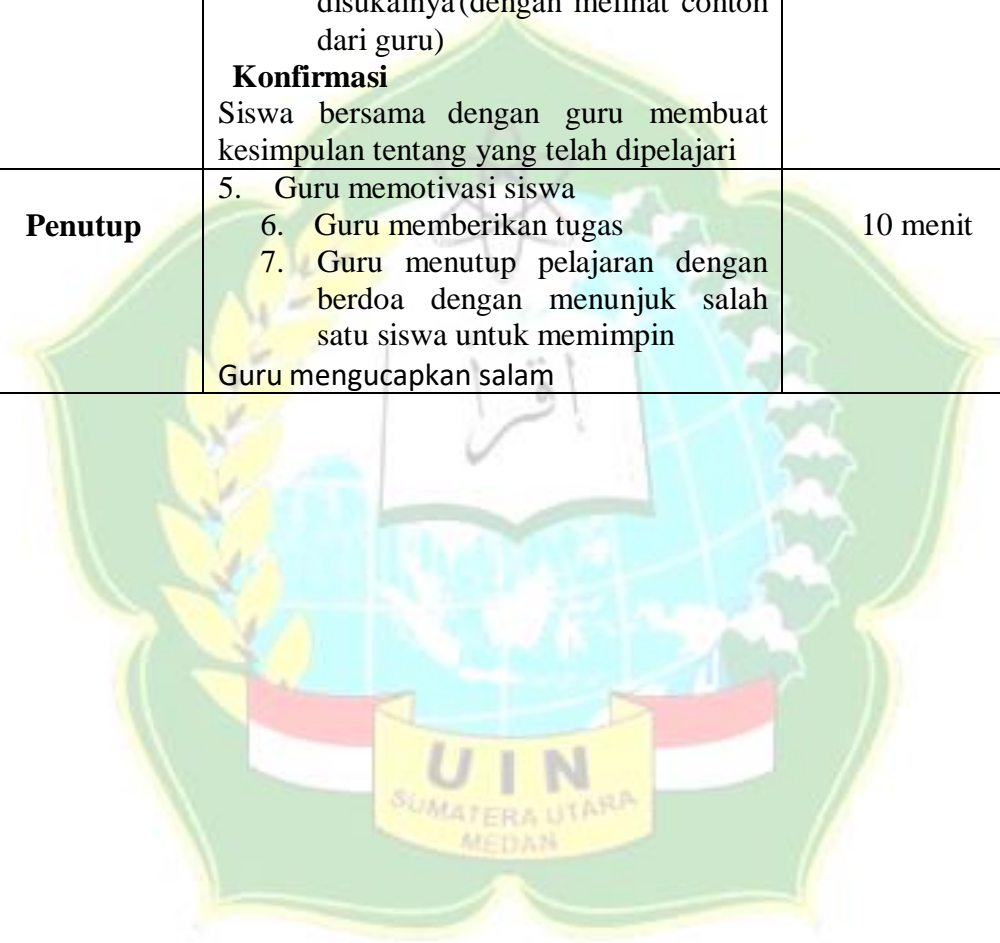 disukainya (dengan melihat contoh
dari guru)
Konfirmasi
Siswa bersama dengan guru membuat
kesimpulan tentang yang telah dipelajari
Penutup
5. Guru memotivasi siswa
6. Guru memberikan tugas
7. Guru menutup pelajaran dengan
berdoa dengan menunjuk salah
satu siswa untuk memimpin
Guru mengucapkan salam
10 menit
إقرأ
UIN
SUMATERA UTARA
MEDAN